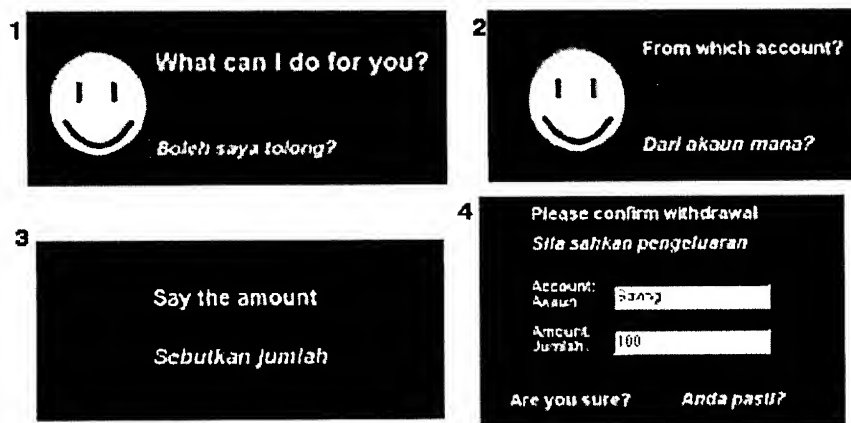 1
What can I do for you?
Boleh saya tolong?
2
From which account?
Dari akaun mana?
3
Say the amount
Sebutkan jumlah
4
Please confirm withdrawal
Sila sahkan pengeluaran
Account:
Akaun
Amount
Jumlah:
100
Are you sure?
Anda pasti?